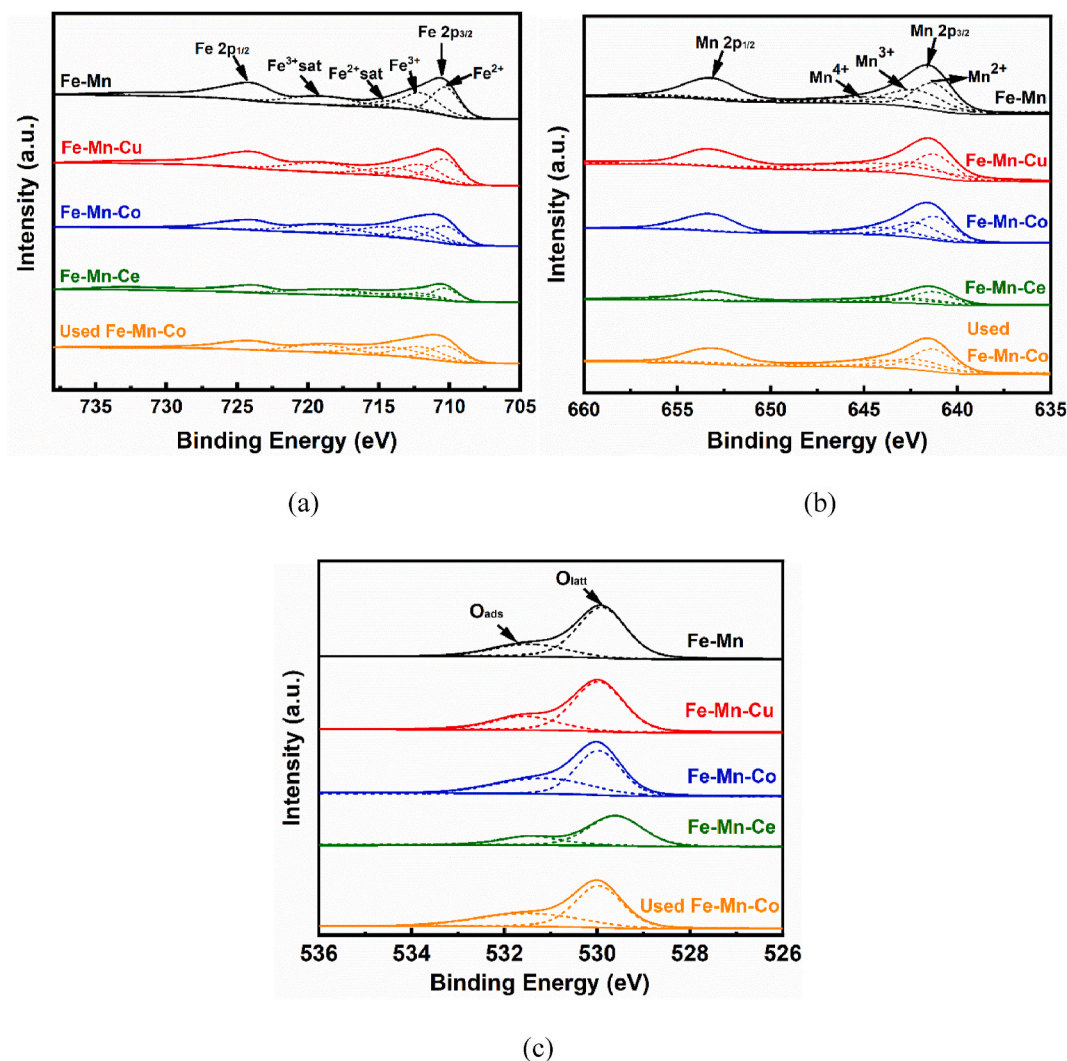 Fe 2p1/2
Fe3+sat
Fe2+sat
Fe3+
Fe 2p3/2
Fe2+
Fe-Mn
Fe-Mn-Cu
Fe-Mn-Co
Fe-Mn-Ce
Used Fe-Mn-Co
Intensity (a.u.)
735 730 725 720 715 710 705
Binding Energy (eV)
(a)
Mn 2p1/2
Mn4+
Mn3+
Mn 2p3/2
Mn2+
Fe-Mn
Fe-Mn-Cu
Fe-Mn-Co
Fe-Mn-Ce
Used
Fe-Mn-Co
Intensity (a.u.)
660 655 650 645 640 635
Binding Energy (eV)
(b)
Oads
Olatt
Fe-Mn
Fe-Mn-Cu
Fe-Mn-Co
Fe-Mn-Ce
Used Fe-Mn-Co
Intensity (a.u.)
536 534 532 530 528 526
Binding Energy (eV)
(c)